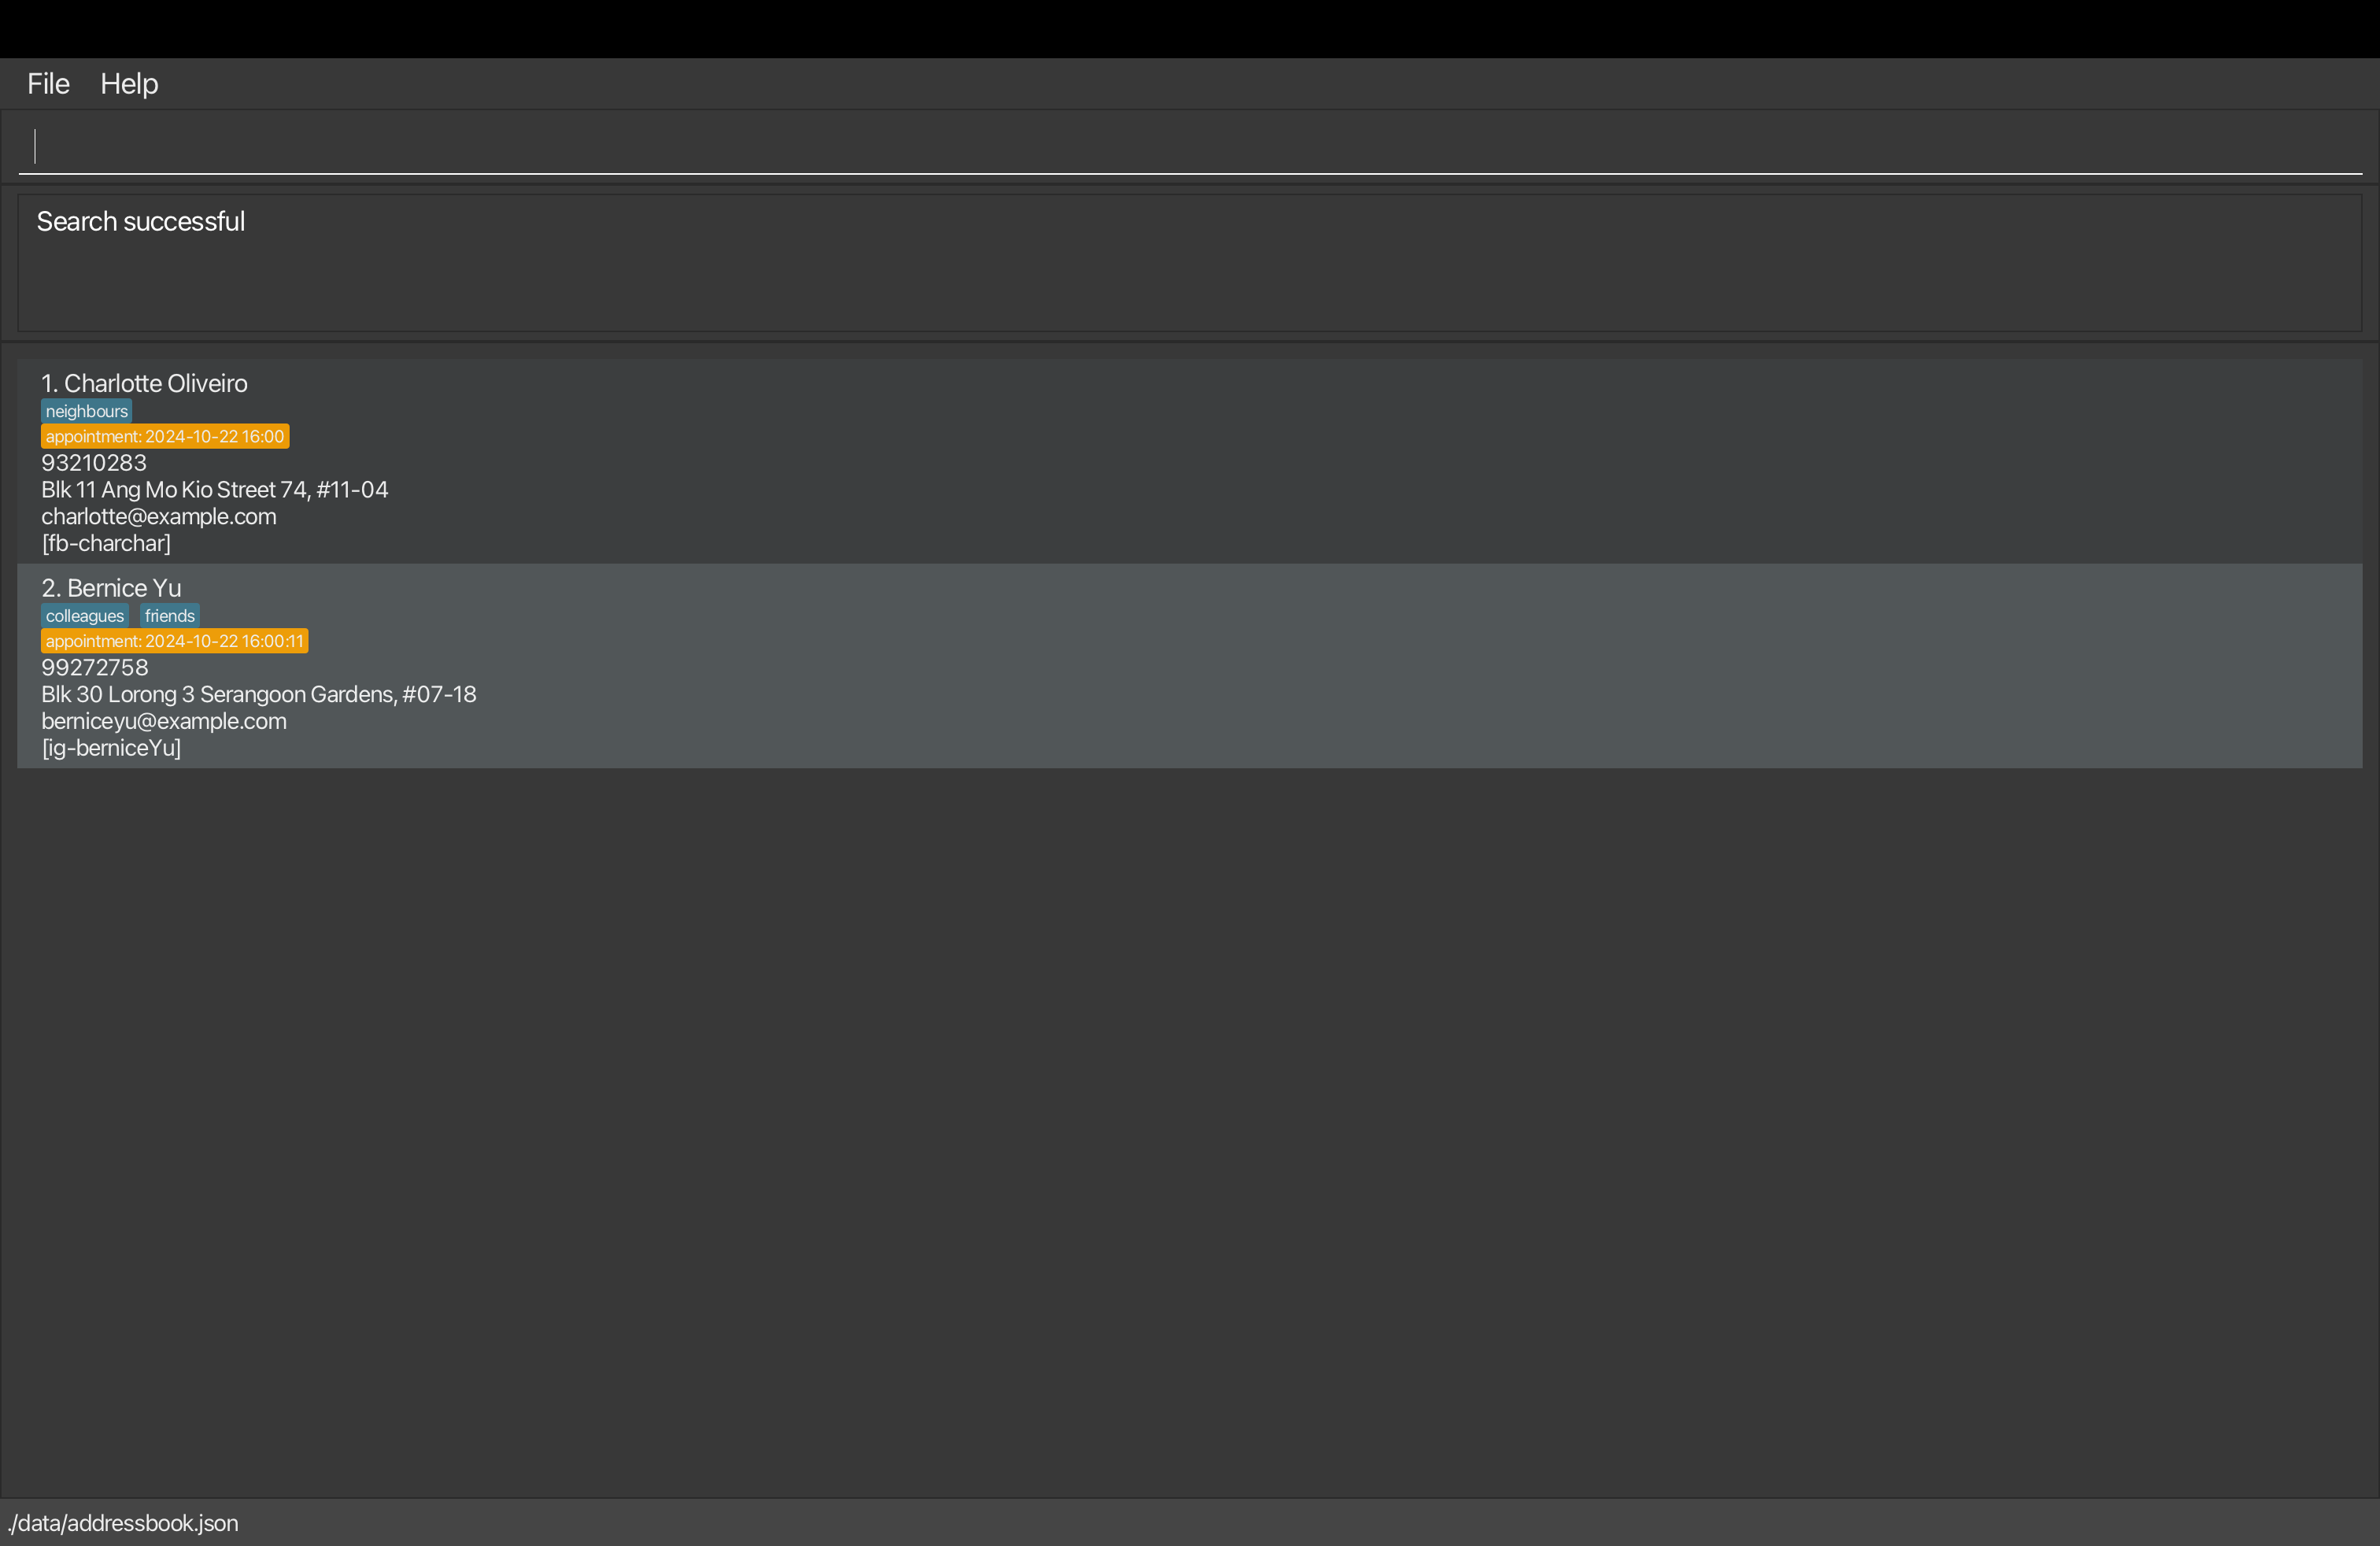 File Help
Search successful
1. Charlotte Oliveiro
neighbours
appointment: 2024-10-22 16:00
93210283
Blk 11 Ang Mo Kio Street 74, #11-04
charlotte@example.com
[fb-charchar]
2. Bernice Yu
colleagues friends
appointment: 2024-10-22 16:00:11
99272758
Blk 30 Lorong 3 Serangoon Gardens, #07-18
berniceyu@example.com
[ig-berniceYu]
./data/addressbook.json